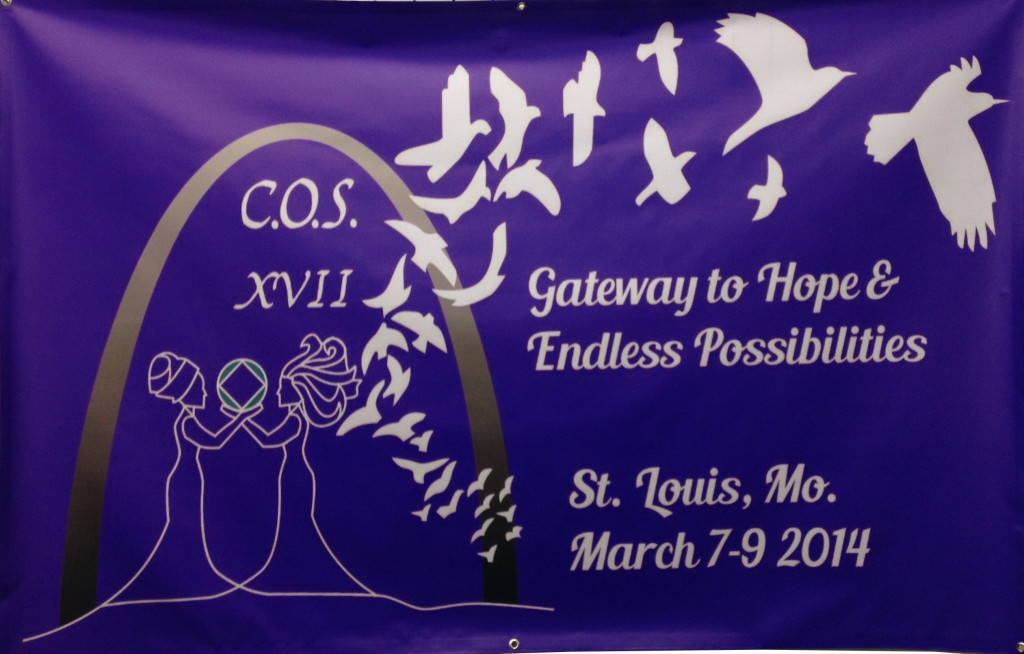 C.O.S.
XVII
Gateway to Hope &
Endless Possibilities
St. Louis, Mo.
March 7-9 2014